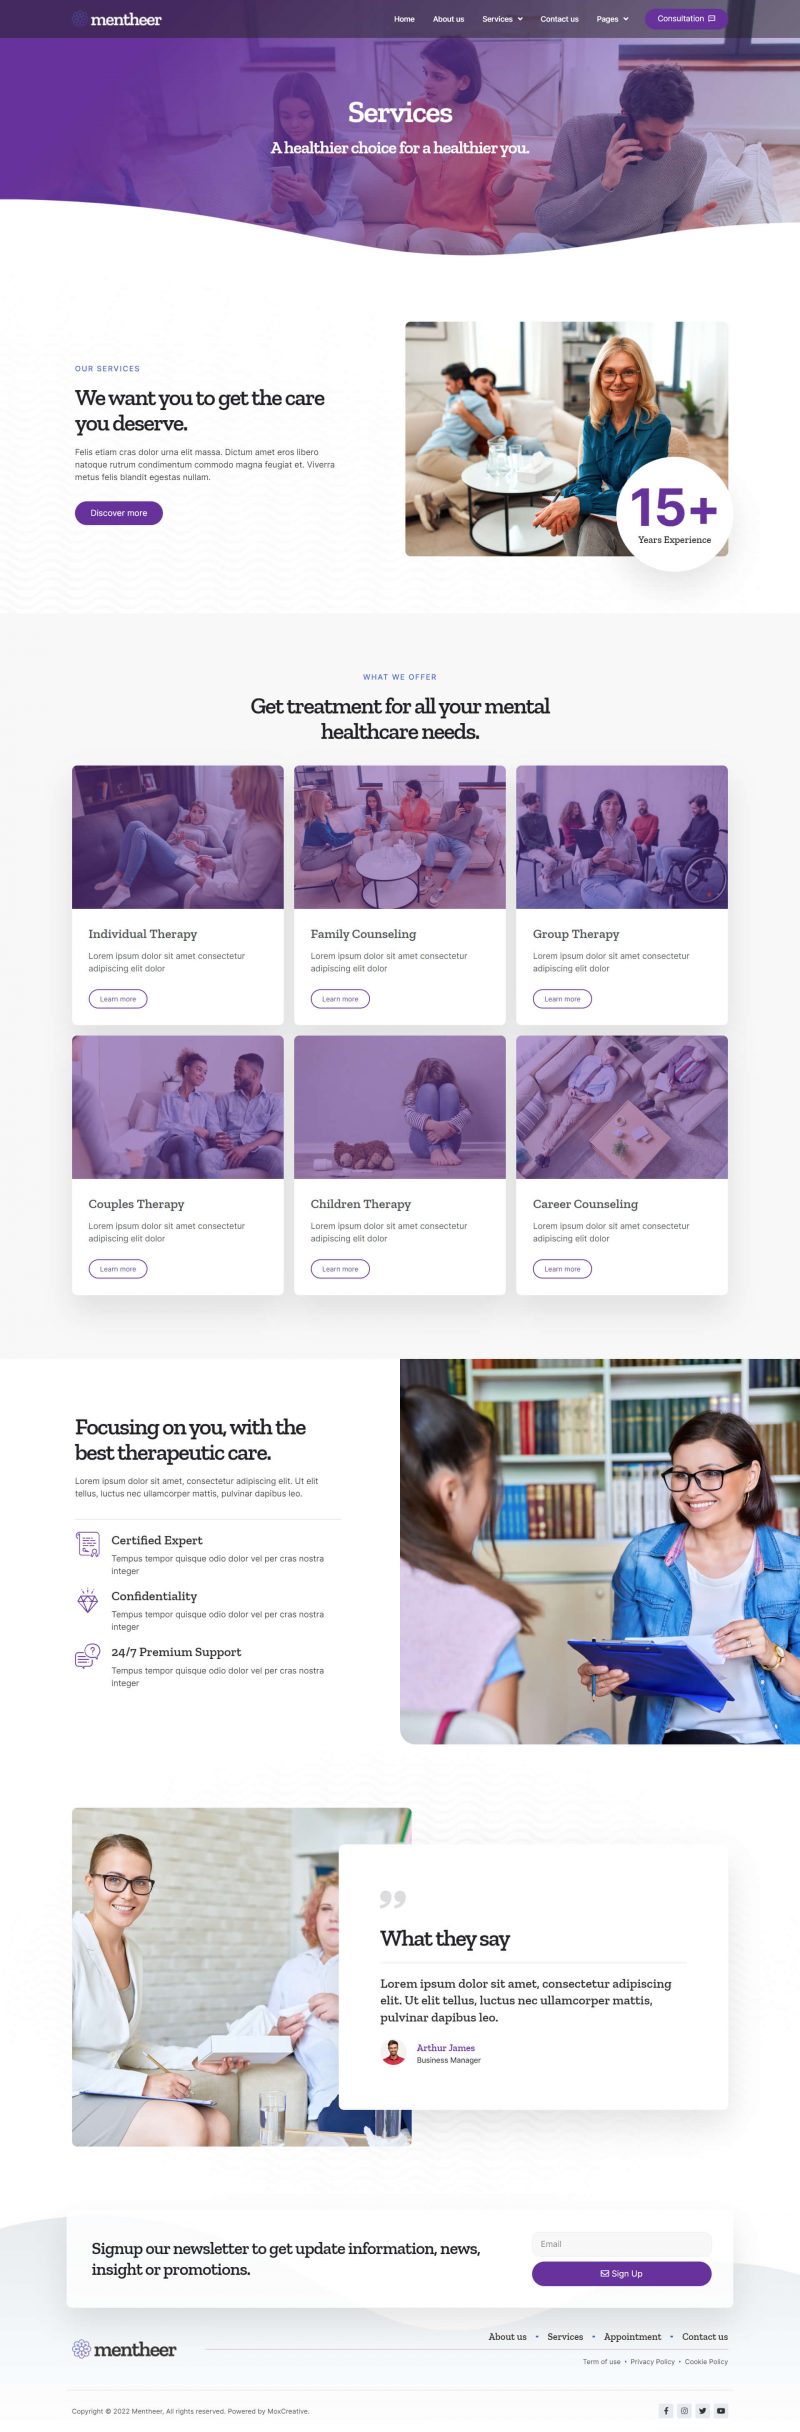 mentheer
Home About us Services Contact us Pages Consultation
Services
A healthier choice for a healthier you.
OUR SERVICES
We want you to get the care
you deserve.
Felis etiam cras dolor urna elit massa. Dictum amet eros libero
natoque rutrum condimentum commodo magna feugiat et. Viverra
metus felis blandit egestas nullam.
Discover more
15+
Years Experience
WHAT WE OFFER
Get treatment for all your mental
healthcare needs.
Individual Therapy
Lorem ipsum dolor sit amet consectetur
adipiscing elit dolor
Learn more
Family Counseling
Lorem ipsum dolor sit amet consectetur
adipiscing elit dolor
Learn more
Group Therapy
Lorem ipsum dolor sit amet consectetur
adipiscing elit dolor
Learn more
Couples Therapy
Lorem ipsum dolor sit amet consectetur
adipiscing elit dolor
Learn more
Children Therapy
Lorem ipsum dolor sit amet consectetur
adipiscing elit dolor
Learn more
Career Counseling
Lorem ipsum dolor sit amet consectetur
adipiscing elit dolor
Learn more
Focusing on you, with the
best therapeutic care.
Lorem ipsum dolor sit amet, consectetur adipiscing elit. Ut elit
tellus, luctus nec ullamcorper mattis, pulvinar dapibus leo.
Certified Expert
Tempus tempor quisque odio dolor vel per cras nostra
integer
Confidentiality
Tempus tempor quisque odio dolor vel per cras nostra
integer
24/7 Premium Support
Tempus tempor quisque odio dolor vel per cras nostra
integer
What they say
Lorem ipsum dolor sit amet, consectetur adipiscing
elit. Ut elit tellus, luctus nec ullamcorper mattis,
pulvinar dapibus leo.
Arthur James
Business Manager
Signup our newsletter to get update information, news,
insight or promotions.
Email
Sign Up
mentheer
About us • Services • Appointment • Contact us
Term of use • Privacy Policy • Cookie Policy
Copyright © 2022 Mentheer, All rights reserved. Powered by MoxCreative.